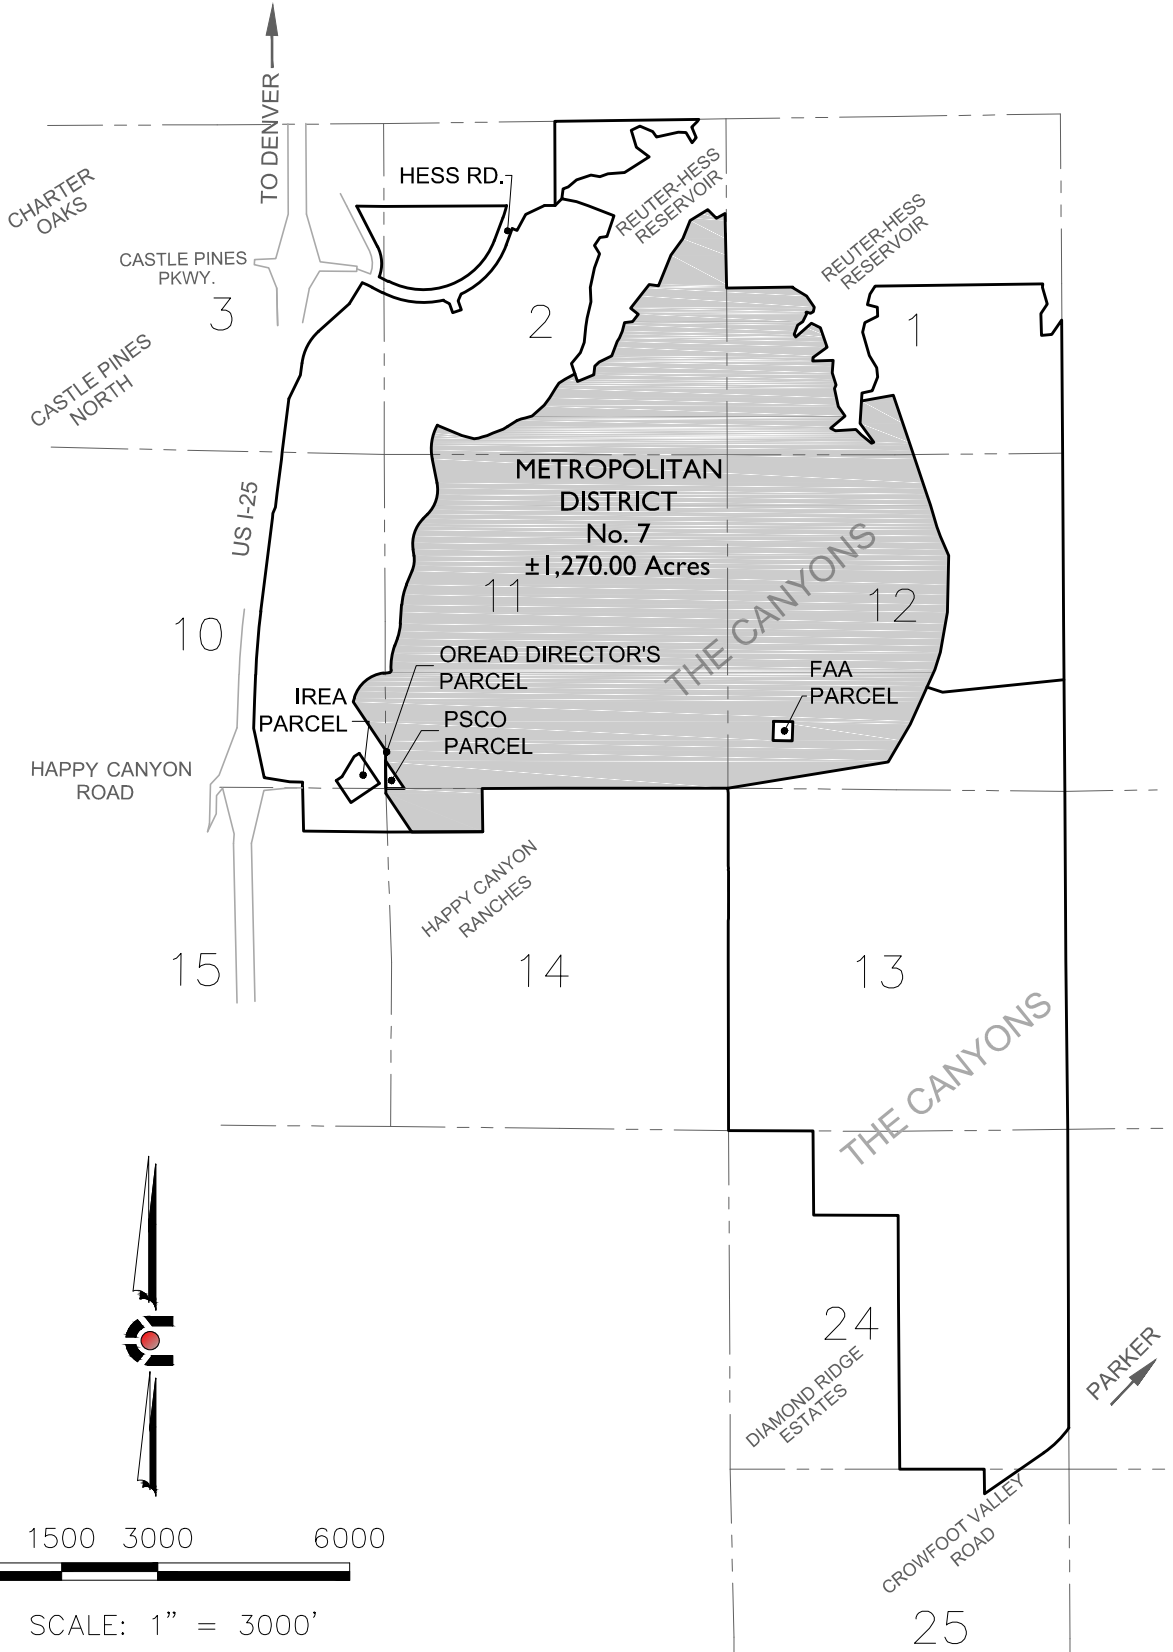 TO DENVER
CHARTER
OAKS
HESS RD.
REUTER-HESS
RESERVOIR
REUTER-HESS
RESERVOIR
CASTLE PINES
PKWY.
3
2
1
CASTLE PINES
NORTH
US I-25
METROPOLITAN
DISTRICT
No. 7
±1,270.00 Acres
THE CANYONS
11
12
10
OREAD DIRECTOR'S
PARCEL
IREA
PARCEL
PSCO
PARCEL
FAA
PARCEL
HAPPY CANYON
ROAD
HAPPY CANYON
RANCHES
15
14
13
THE CANYONS
24
DIAMOND RIDGE
ESTATES
PARKER
CROWFOOT VALLEY
ROAD
25
1500 3000 6000
SCALE: 1” = 3000’